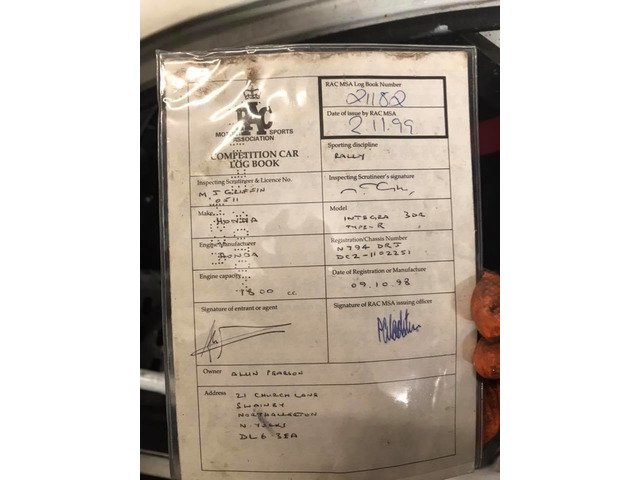 RAC
MOTOR SPORTS
ASSOCIATION
COMPETITION CAR
LOG BOOK
RAC MSA Log Book Number
21182
Date of issue by RAC MSA
2.11.99
Sporting discipline
RALLY
Inspecting Scrutineer & Licence No.
M J GRIFFIN
0511
Inspecting Scrutineer's signature
Make
HONDA
Model
INTEGRA 3DR
TYPE-R
Engine/Manufacturer
HONDA
Registration/Chassis Number
N794 DRJ
DC2-1102251
Engine capacity
1800 c.c.
Date of Registration or Manufacture
09.10.98
Signature of entrant or agent
Signature of RAC MSA issuing officer
Owner ALUN PEARSON
Address 21 CHURCH LANE
SWAINBY
NORTHALLERTON
N. YORKS
DL6 3EA